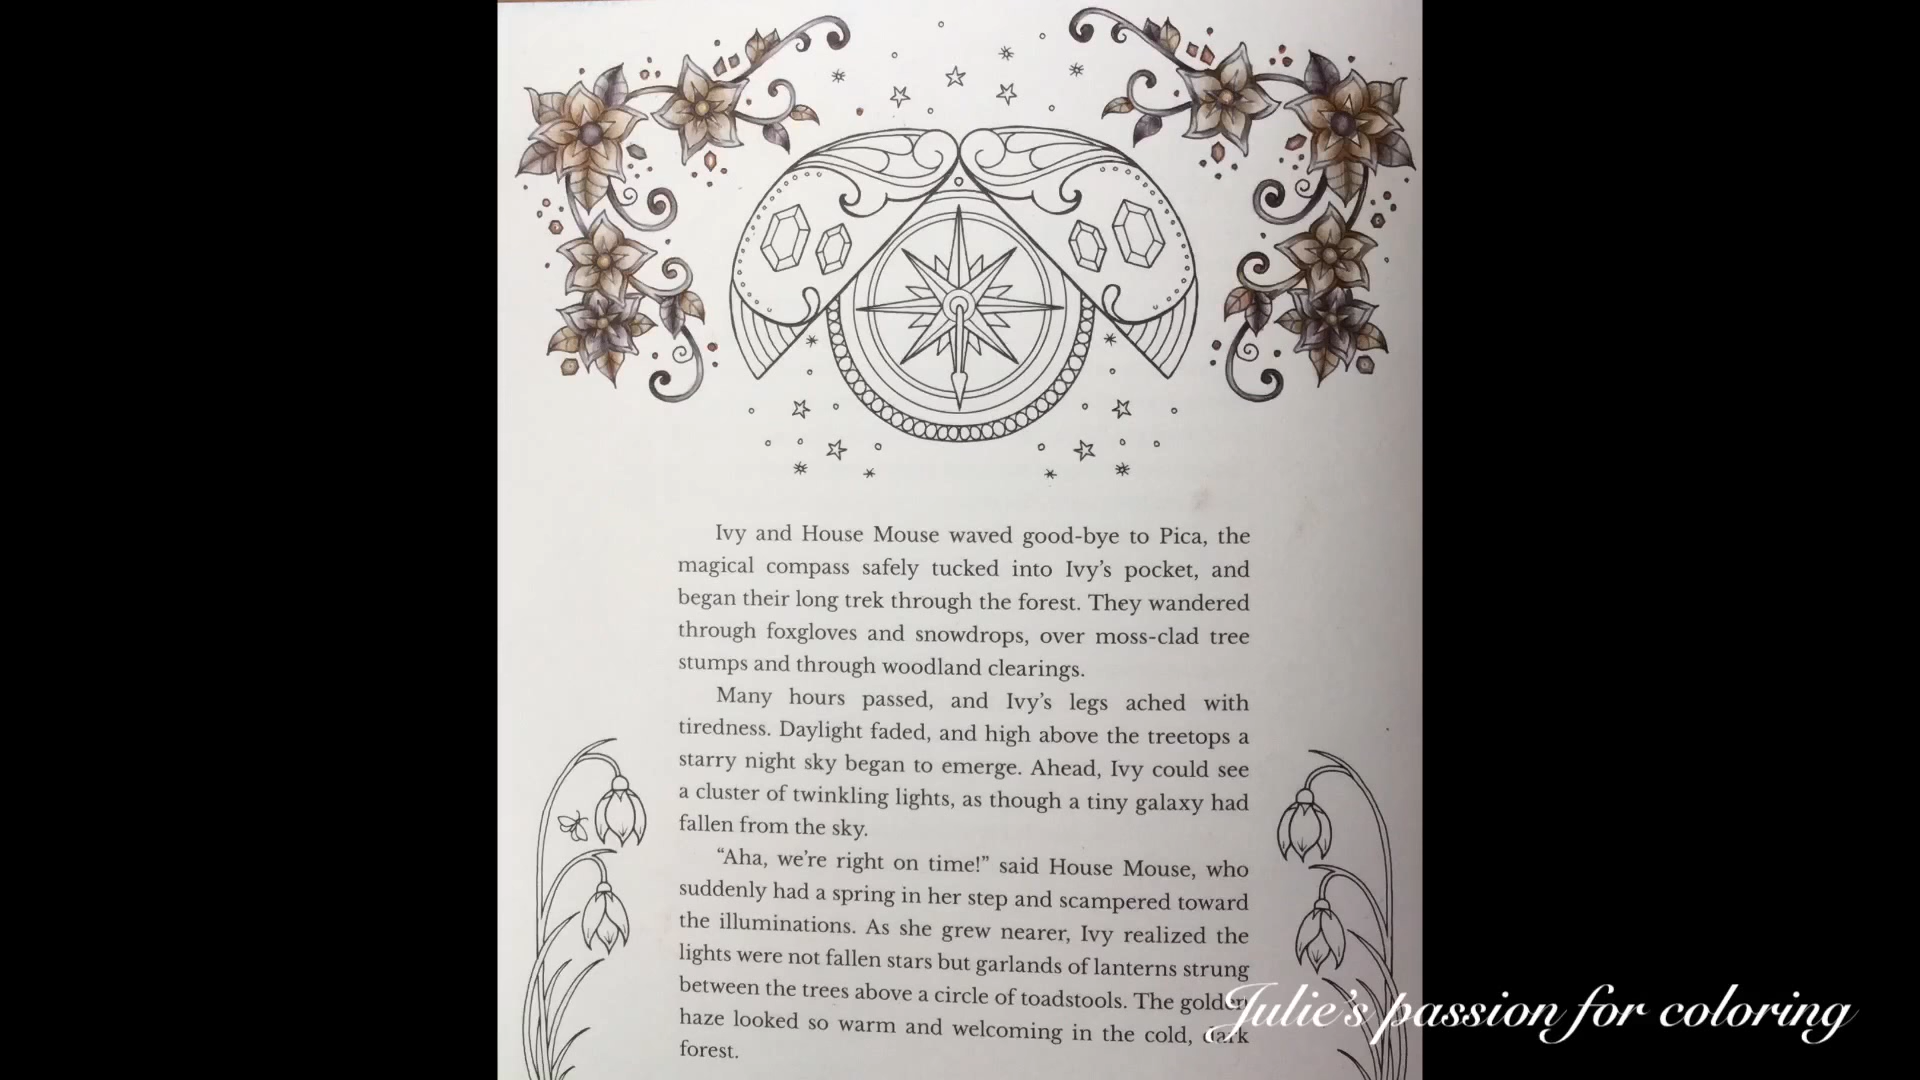 Ivy and House Mouse waved good-bye to Pica, the
magical compass safely tucked into Ivy’s pocket, and
began their long trek through the forest. They wandered
through foxgloves and snowdrops, over moss-clad tree
stumps and through woodland clearings.
Many hours passed, and Ivy’s legs ached with
tiredness. Daylight faded, and high above the treetops a
starry night sky began to emerge. Ahead, Ivy could see
a cluster of twinkling lights, as though a tiny galaxy had
fallen from the sky.
“Aha, we’re right on time!” said House Mouse, who
suddenly had a spring in her step and scampered toward
the illuminations. As she grew nearer, Ivy realized the
lights were not fallen stars but garlands of lanterns strung
between the trees above a circle of toadstools. The golden
haze looked so warm and welcoming in the cold, dark
forest.
Julie’s passion for coloring